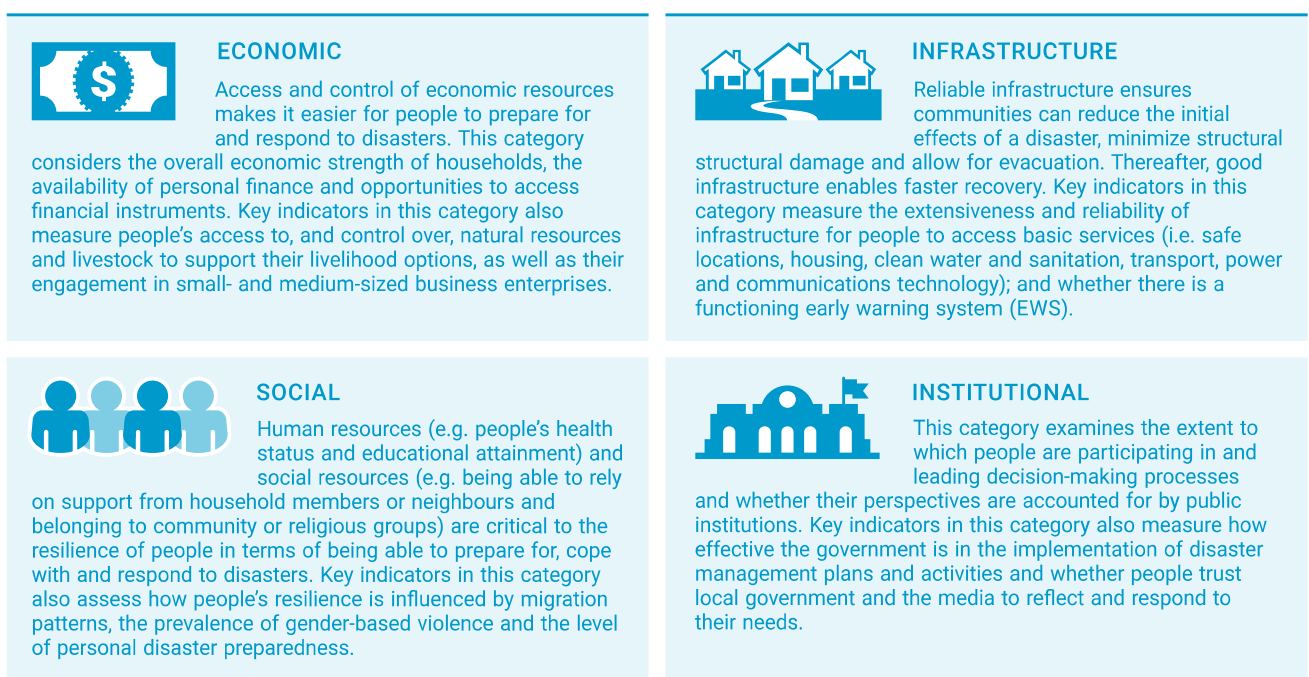 ECONOMIC
Access and control of economic resources
makes it easier for people to prepare for
and respond to disasters. This category
considers the overall economic strength of households, the
availability of personal finance and opportunities to access
financial instruments. Key indicators in this category also
measure people's access to, and control over, natural resources
and livestock to support their livelihood options, as well as their
engagement in small- and medium-sized business enterprises.
INFRASTRUCTURE
Reliable infrastructure ensures
communities can reduce the initial
effects of a disaster, minimize structural
structural damage and allow for evacuation. Thereafter, good
infrastructure enables faster recovery. Key indicators in this
category measure the extensiveness and reliability of
infrastructure for people to access basic services (i.e. safe
locations, housing, clean water and sanitation, transport, power
and communications technology); and whether there is a
functioning early warning system (EWS).
SOCIAL
Human resources (e.g. people's health
status and educational attainment) and
social resources (e.g. being able to rely
on support from household members or neighbours and
belonging to community or religious groups) are critical to the
resilience of people in terms of being able to prepare for, cope
with and respond to disasters. Key indicators in this category
also assess how people's resilience is influenced by migration
patterns, the prevalence of gender-based violence and the level
of personal disaster preparedness.
INSTITUTIONAL
This category examines the extent to
which people are participating in and
leading decision-making processes
and whether their perspectives are accounted for by public
institutions. Key indicators in this category also measure how
effective the government is in the implementation of disaster
management plans and activities and whether people trust
local government and the media to reflect and respond to
their needs.